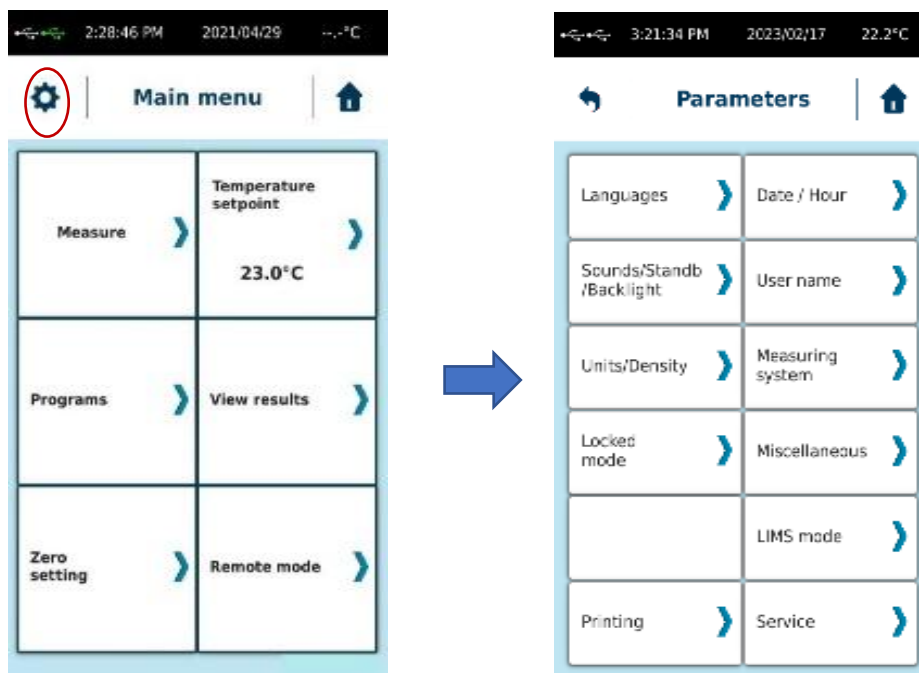 2:28:46 PM 2021/04/29 --.-°C
Main menu
Measure
Temperature
setpoint
23.0°C
Programs
View results
Zero
setting
Remote mode
3:21:34 PM 2023/02/17 22.2°C
Parameters
Languages
Date / Hour
Sounds/Standb
/Backlight
User name
Units/Density
Measuring
system
Locked
mode
Miscellaneous
LIMS mode
Printing
Service